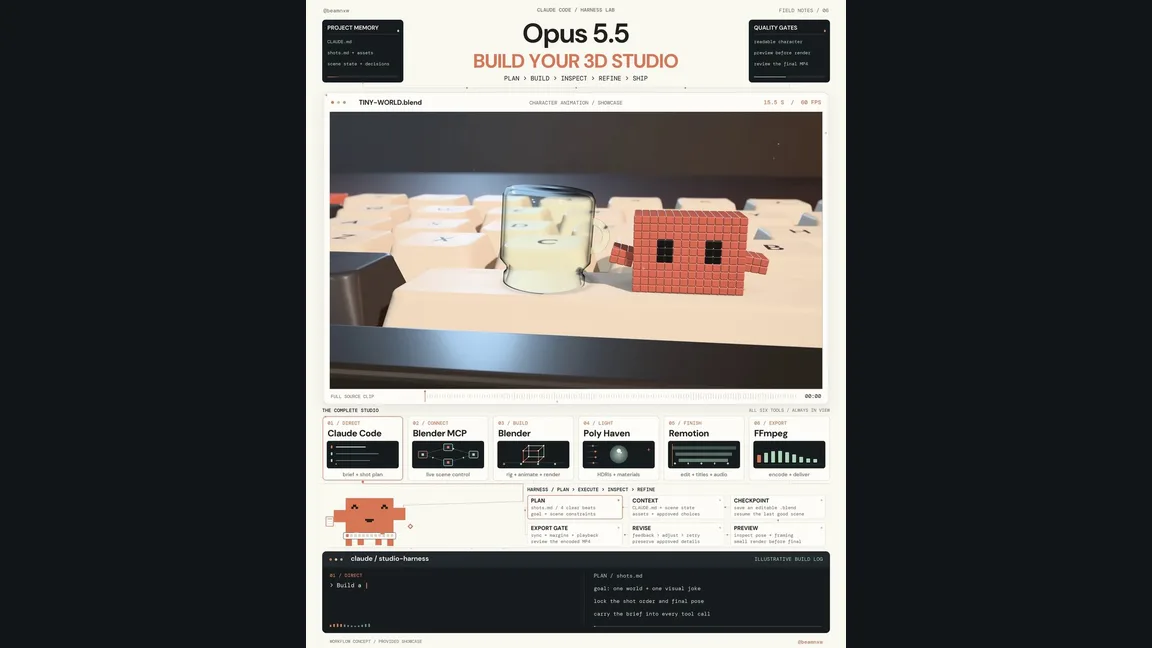 @beamnxw
CLAUDE CODE / HARNESS LAB
FIELD NOTES / 06
PROJECT MEMORY
CLAUDE.md
shots.md + assets
scene state + decisions
Opus 5.5
BUILD YOUR 3D STUDIO
PLAN > BUILD > INSPECT > REFINE > SHIP
QUALITY GATES
readable character
preview before render
review the final MP4
TINY-WORLD.blend
CHARACTER ANIMATION / SHOWCASE
15.5 S / 60 FPS
X
C
B
H
FULL SOURCE CLIP
00:00
THE COMPLETE STUDIO
ALL SIX TOOLS / ALWAYS IN VIEW
01 / DIRECT
Claude Code
brief + shot plan
02 / CONNECT
Blender MCP
live scene control
03 / BUILD
Blender
rig + animate + render
04 / LIGHT
Poly Haven
HDRIs + materials
05 / FINISH
Remotion
edit + titles + audio
06 / EXPORT
FFmpeg
encode + deliver
HARNESS / PLAN > EXECUTE > INSPECT > REFINE
PLAN
shots.md / 4 clear beats
goal + scene constraints
CONTEXT
CLAUDE.md + scene state
assets + approved choices
CHECKPOINT
save an editable .blend
resume the last good scene
EXPORT GATE
sync + margins + playback
review the encoded MP4
REVISE
feedback > adjust > retry
preserve approved details
PREVIEW
inspect pose + framing
small render before final
claude / studio-harness
ILLUSTRATIVE BUILD LOG
01 / DIRECT
› Build a |
PLAN / shots.md
goal: one world + one visual joke
lock the shot order and final pose
carry the brief into every tool call
WORKFLOW CONCEPT / PROVIDED SHOWCASE
@beamnxw